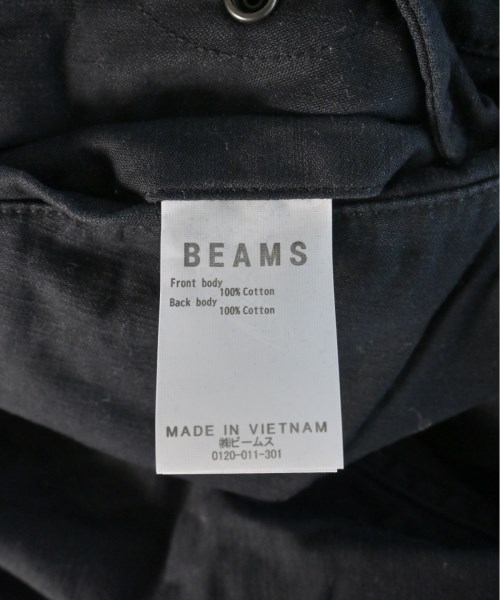 BEAMS
Front body
100% Cotton
Back body
100% Cotton
MADE IN VIETNAM
㈱ビームス
0120-011-301